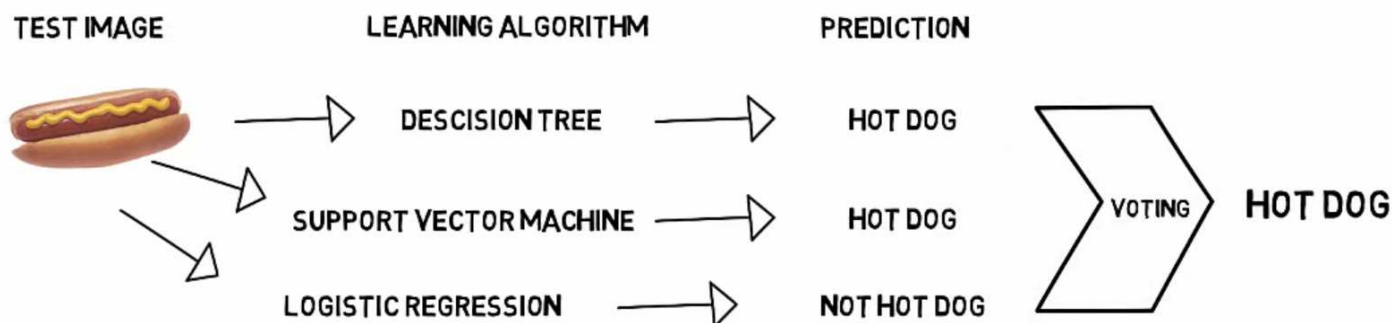 TEST IMAGE LEARNING ALGORITHM PREDICTION
DESCISION TREE HOT DOG
SUPPORT VECTOR MACHINE HOT DOG VOTING HOT DOG
LOGISTIC REGRESSION NOT HOT DOG